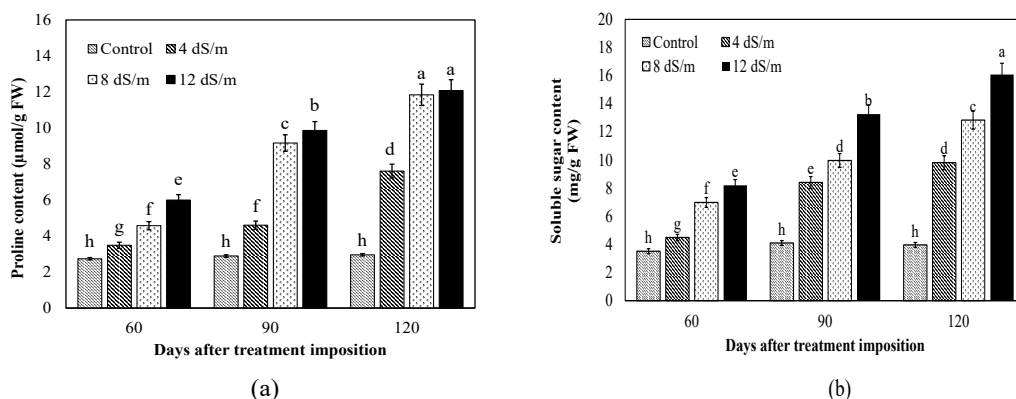 16
14
12
10
8
6
4
2
0
Proline content (µmol/g FW)
Control 4 dS/m
8 dS/m 12 dS/m
h g f e
h f c b
h d a a
60 90 120
Days after treatment imposition
(a)
20
18
16
14
12
10
8
6
4
2
0
Soluble sugar content
(mg/g FW)
Control 4 dS/m
8 dS/m 12 dS/m
h g f e
h e d b
h d c a
60 90 120
Days after treatment imposition
(b)